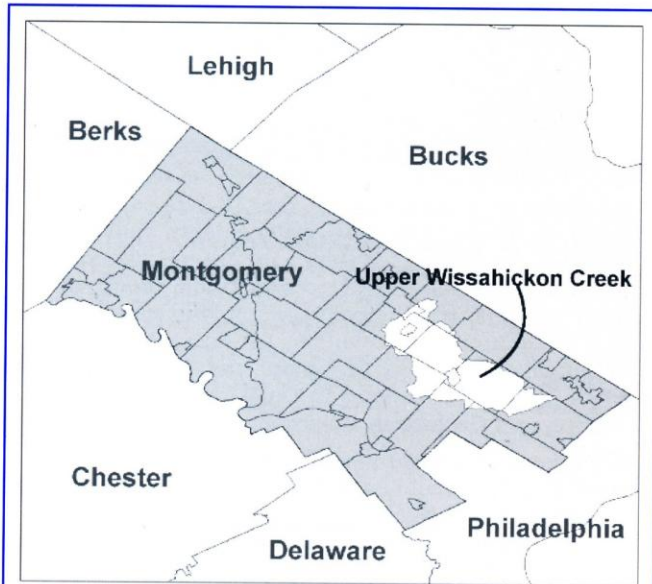 Lehigh
Berks
Bucks
Montgomery
Upper Wissahickon Creek
Chester
Philadelphia
Delaware